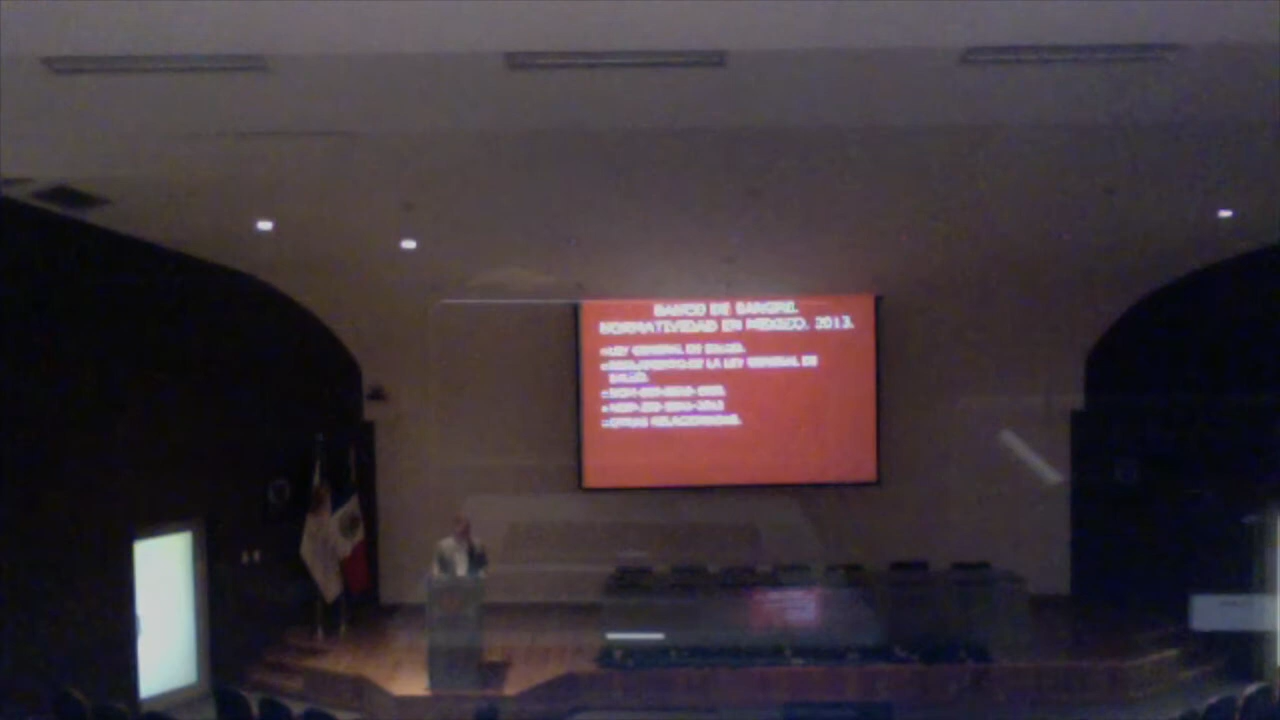 BANCO DE SANGRE.
NORMATIVIDAD EN MEXICO. 2013.
LEY GENERAL DE SALUD.
REGLAMENTO DE LA LEY GENERAL DE
SALUD.
OTRAS RELACIONADAS.